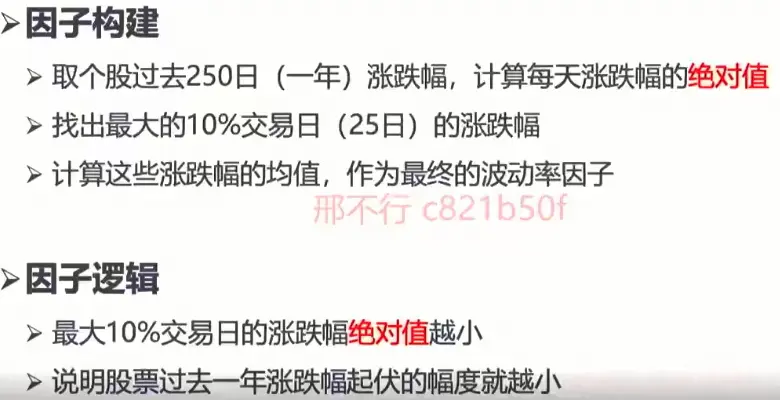 因子构建
取个股过去250日（一年）涨跌幅，计算每天涨跌幅的绝对值
找出最大的10%交易日（25日）的涨跌幅
计算这些涨跌幅的均值，作为最终的波动率因子
邢不行 c821b50f
因子逻辑
最大10%交易日的涨跌幅绝对值越小
说明股票过去一年涨跌幅起伏的幅度就越小